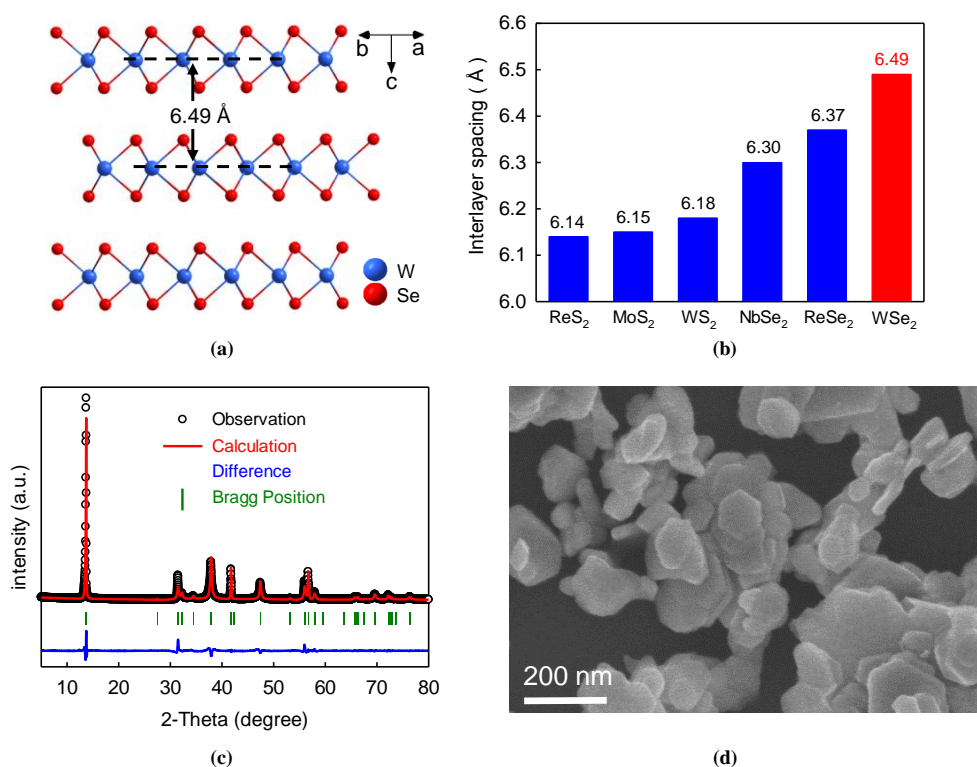 b a
c
6.49 Å
W
Se
(a)
Interlayer spacing ( Å )
6.6
6.5
6.4
6.3
6.2
6.1
6.0
6.14
6.15
6.18
6.30
6.37
6.49
ReS2 MoS2 WS2 NbSe2 ReSe2 WSe2
(b)
intensity (a.u.)
Observation
Calculation
Difference
Bragg Position
10 20 30 40 50 60 70 80
2-Theta (degree)
(c)
200 nm
(d)